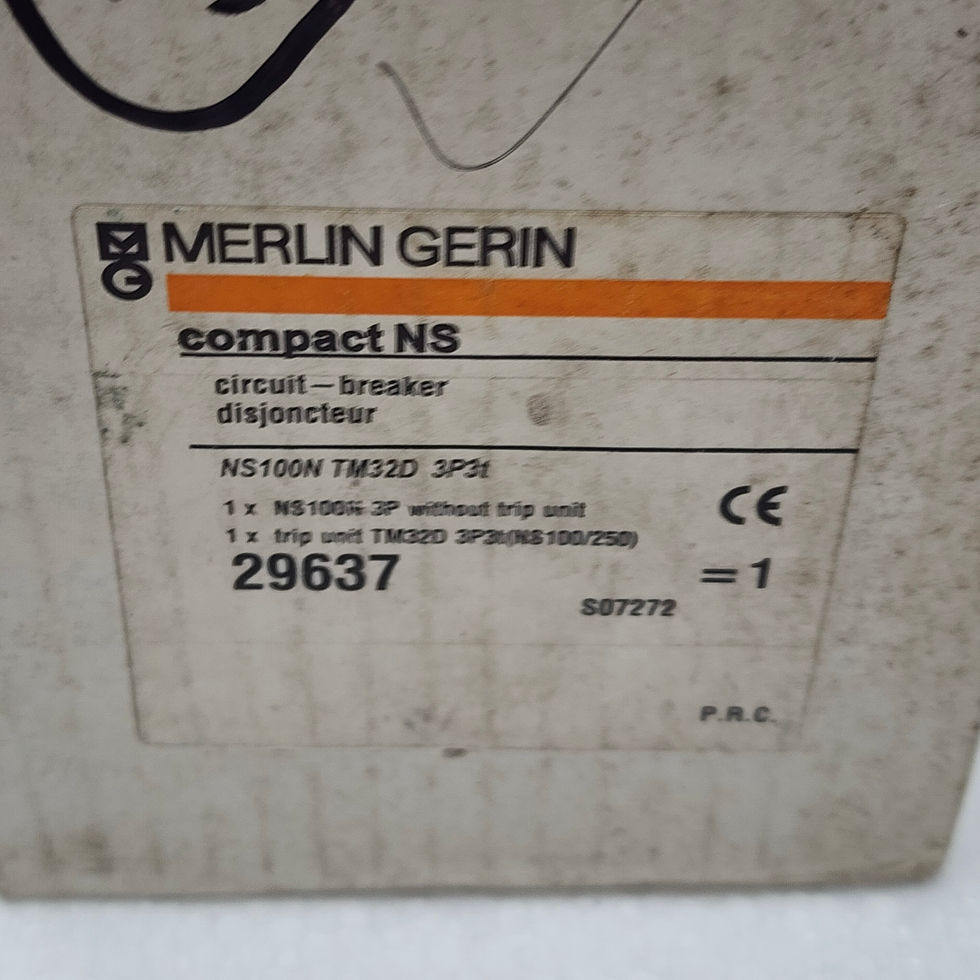 MG MERLIN GERIN
compact NS
circuit-breaker
disjoncteur
NS100N TM32D 3P3t
1 x NS100N 3P without trip unit
1 x trip unit TM32D 3P3t(NS100/250)
CE
29637 = 1
S07272
P.R.C.